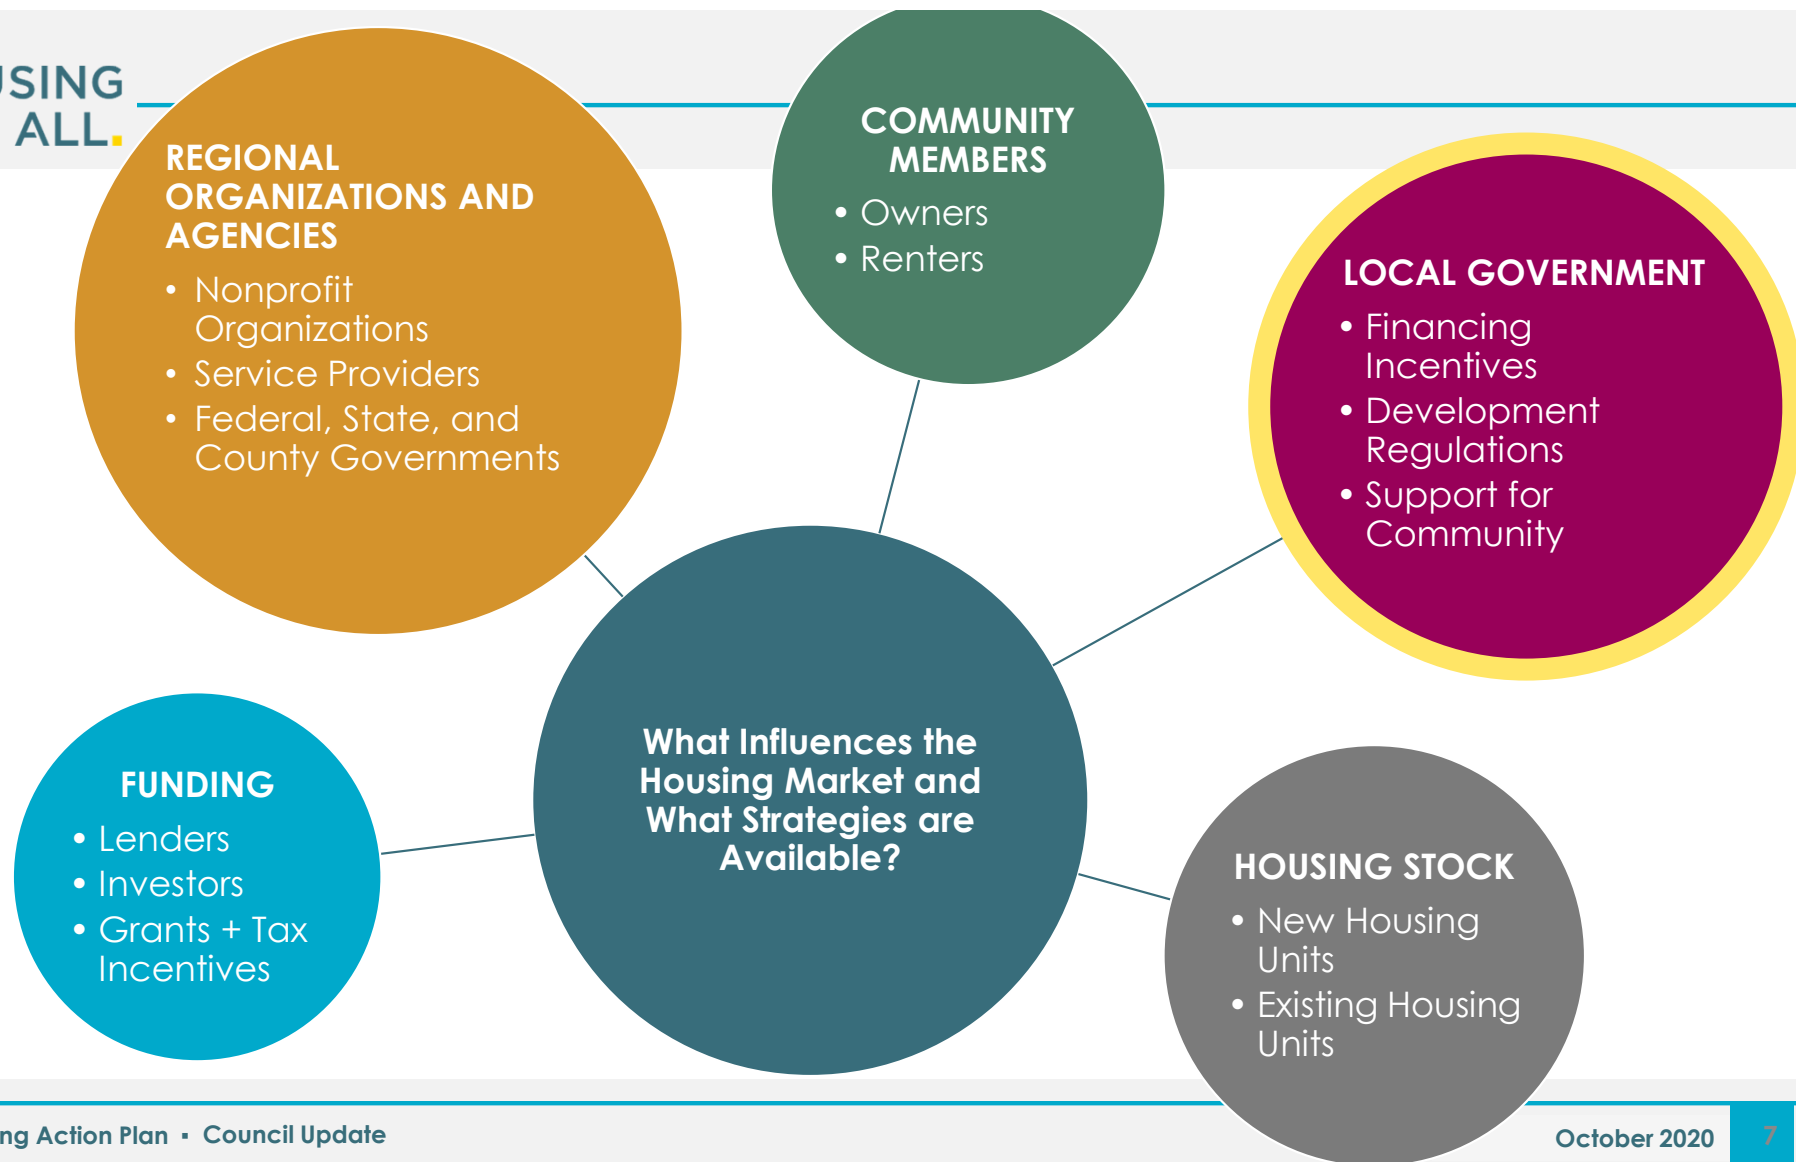 USING
ALL.
REGIONAL
ORGANIZATIONS AND
AGENCIES
• Nonprofit
Organizations
• Service Providers
• Federal, State, and
County Governments
COMMUNITY
MEMBERS
• Owners
• Renters
LOCAL GOVERNMENT
• Financing
Incentives
• Development
Regulations
• Support for
Community
What Influences the
Housing Market and
What Strategies are
Available?
FUNDING
• Lenders
• Investors
• Grants + Tax
Incentives
HOUSING STOCK
• New Housing
Units
• Existing Housing
Units
ng Action Plan ▪ Council Update
October 2020
7